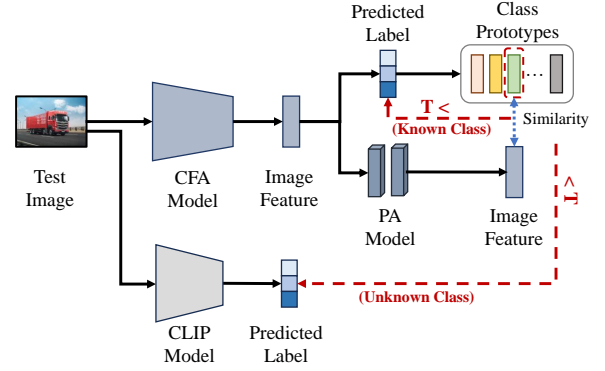 Predicted
Label
Class
Prototypes
...
T <
(Known Class)
Similarity
< T
Test
Image
CFA
Model
Image
Feature
PA
Model
Image
Feature
(Unknown Class)
CLIP
Model
Predicted
Label